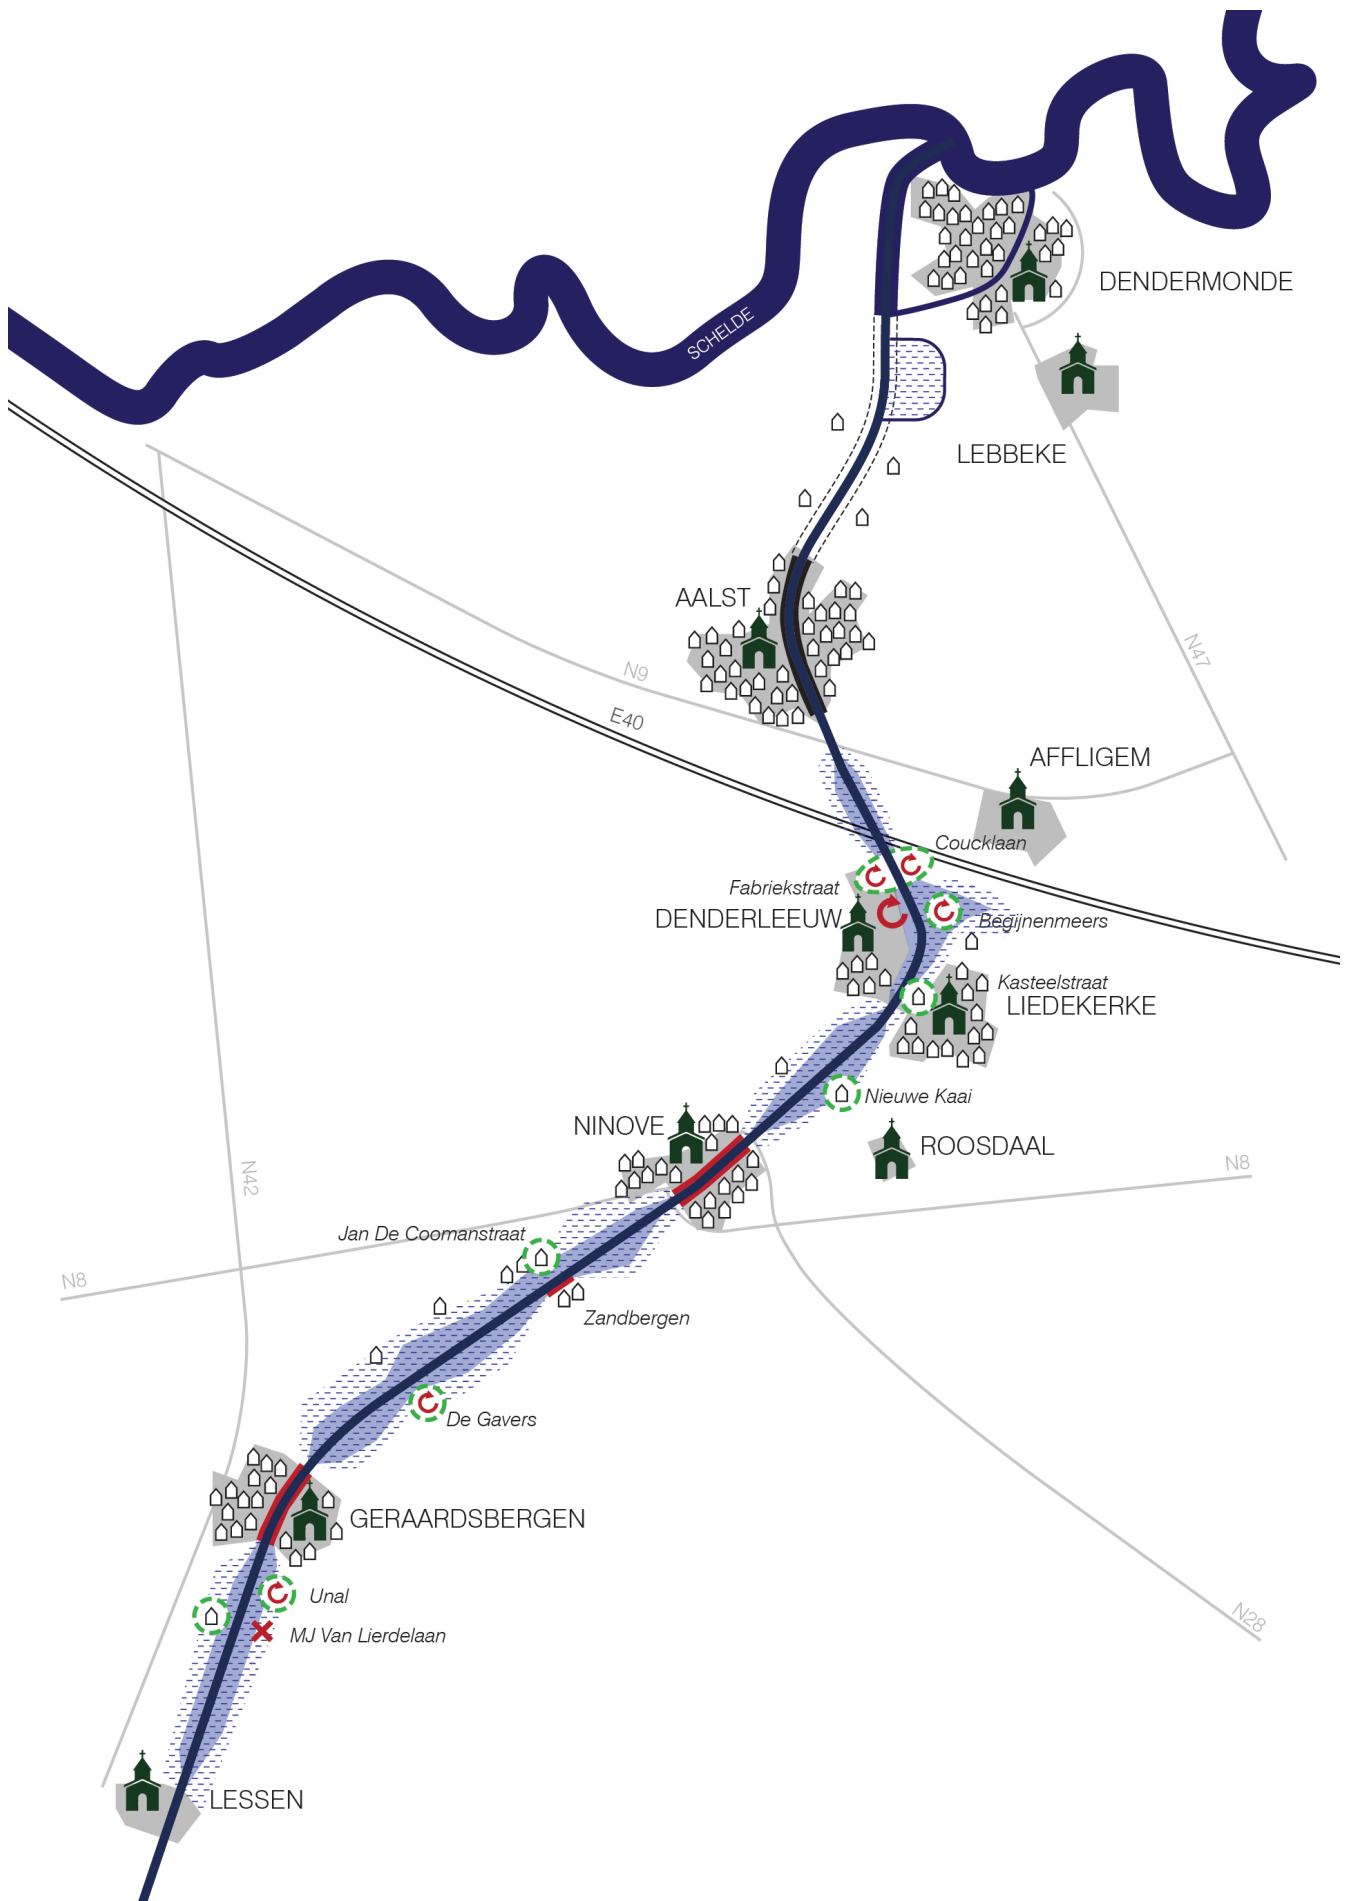 DENDERMONDE
SCHELDE
LEBBEKE
AALST
N47
N9
E40
AFFLIGEM
Coucklaan
Fabriekstraat
DENDERLEEUW
Begijnenmeers
Kasteelstraat
LIEDEKERKE
Nieuwe Kaai
NINOVE
ROOSDAAL
N8
N42
Jan De Coomanstraat
N8
Zandbergen
De Gavers
GERAARDSBERGEN
Unal
N28
MJ Van Lierdelaan
LESSEN